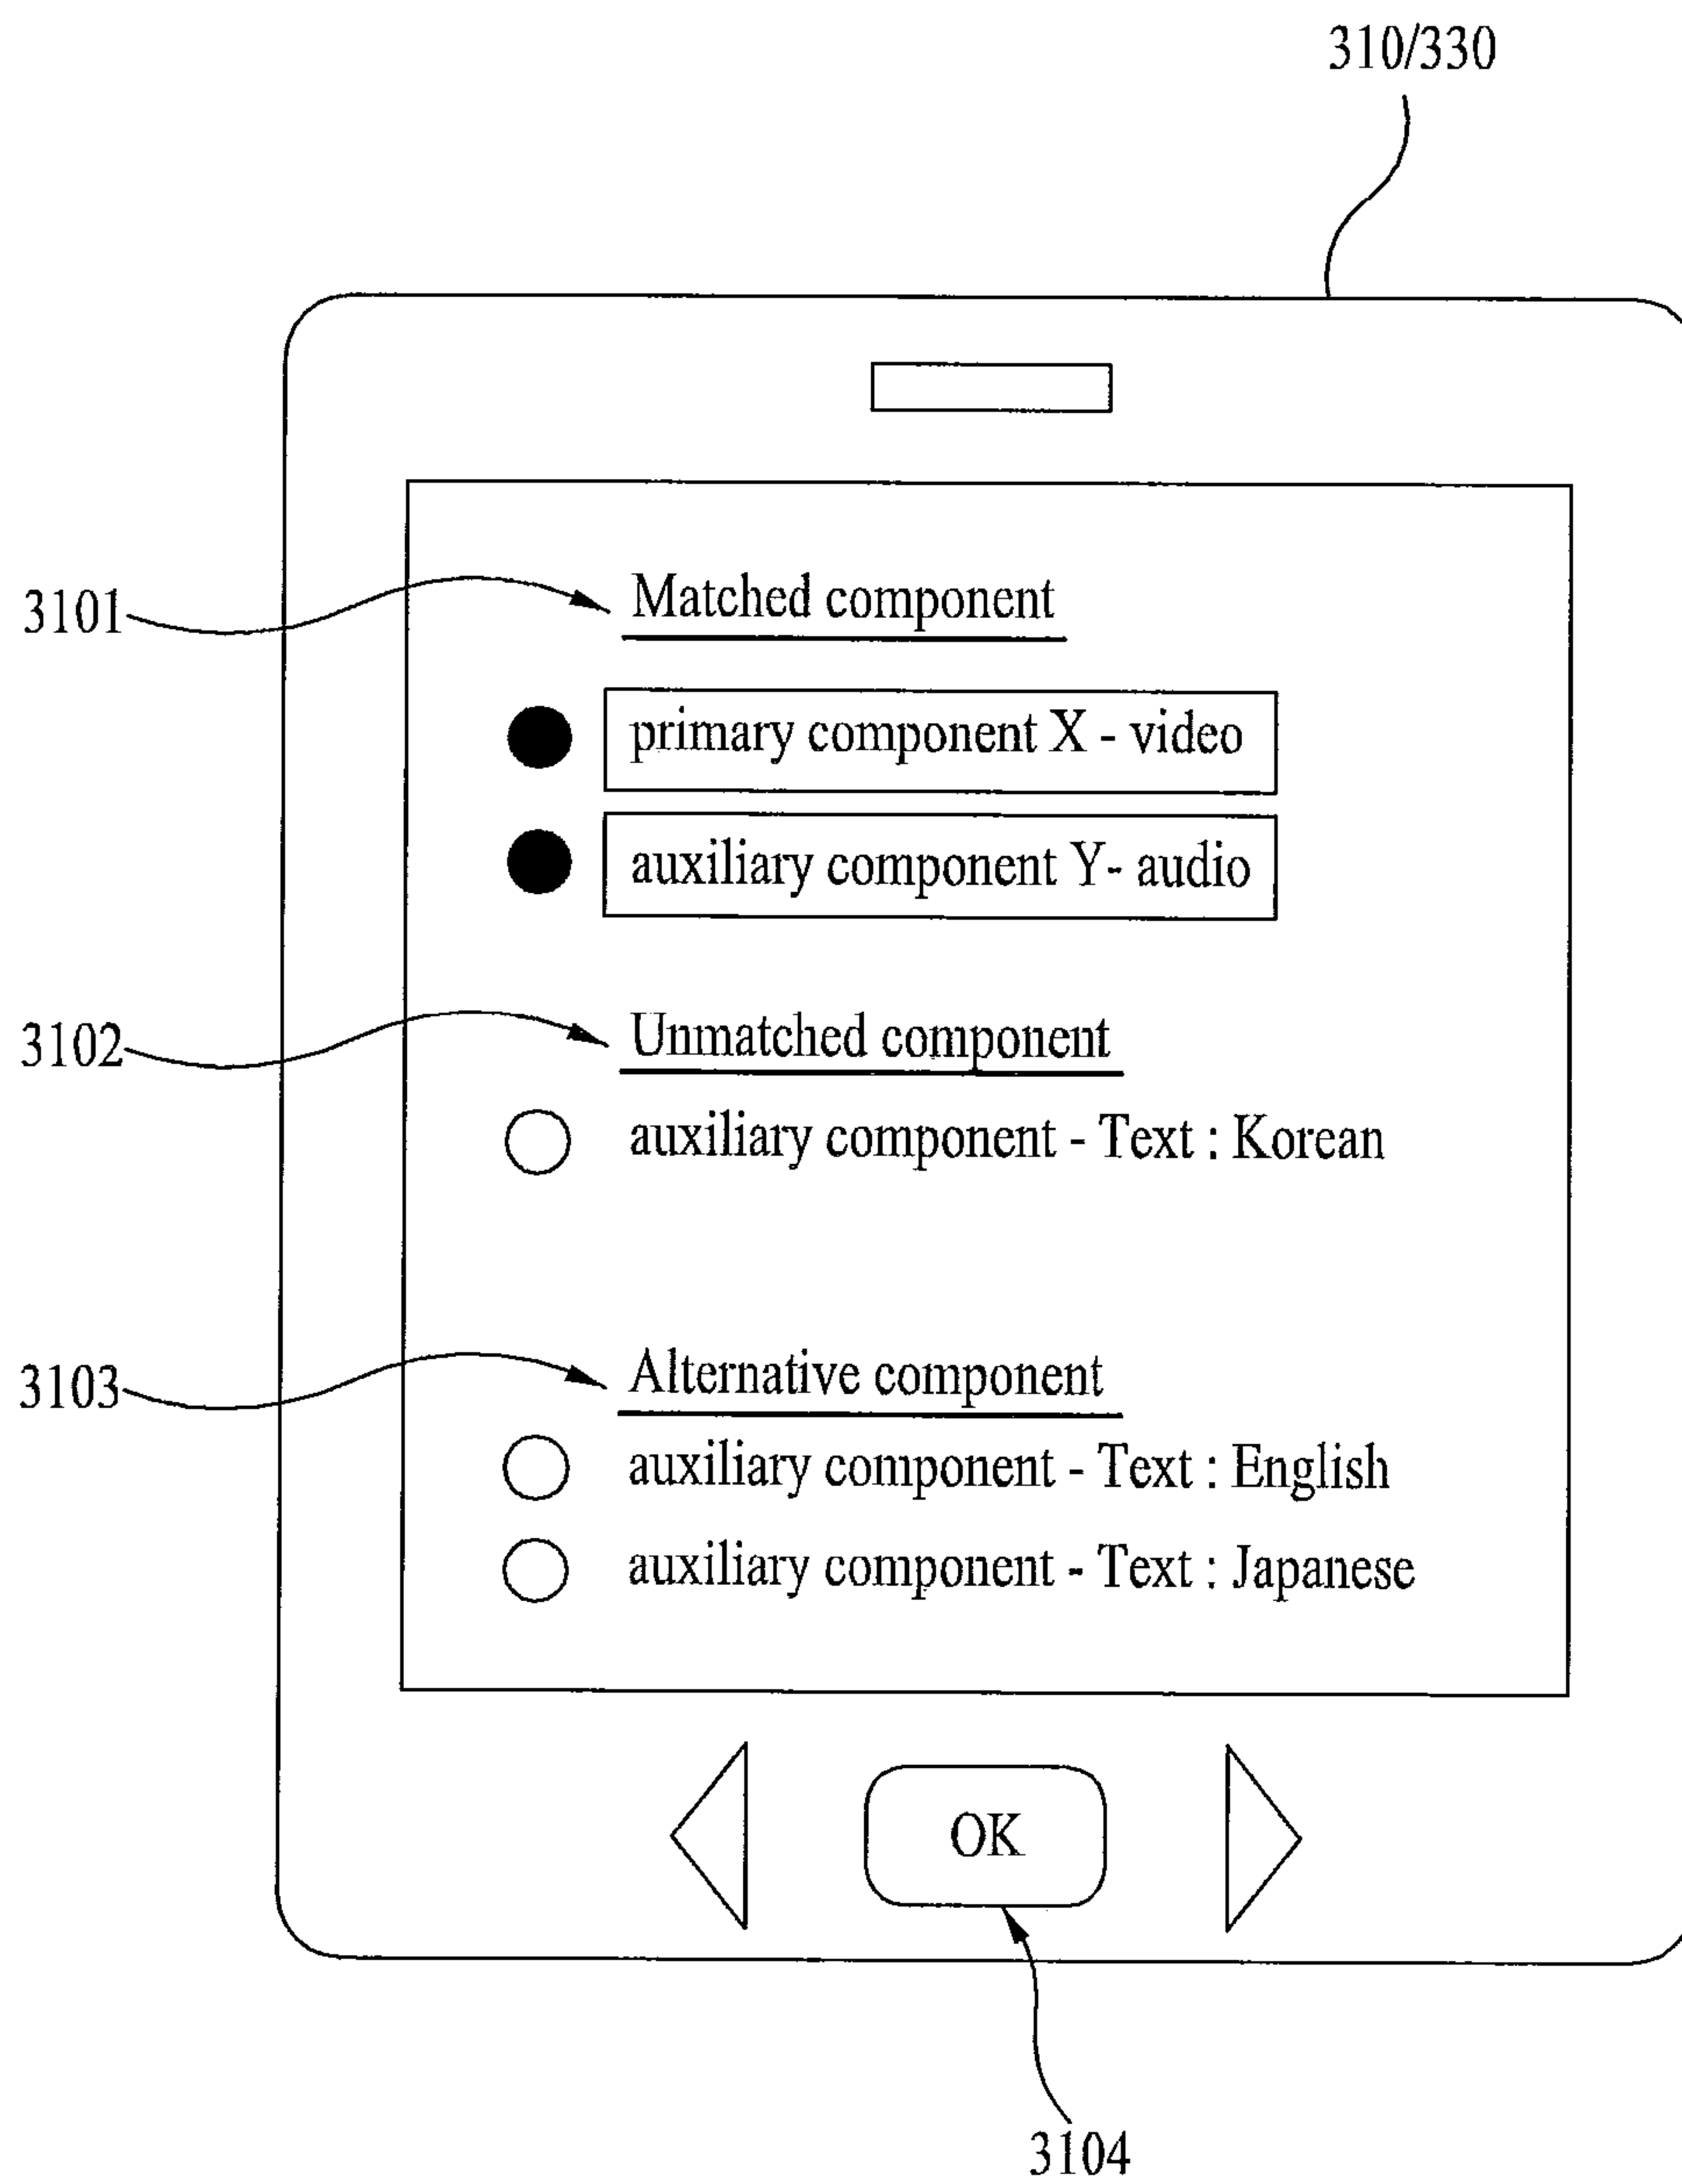 310/330
3101
Matched component
primary component X - video
auxiliary component Y- audio
3102
Unmatched component
auxiliary component - Text : Korean
3103
Alternative component
auxiliary component - Text : English
auxiliary component - Text : Japanese
OK
3104